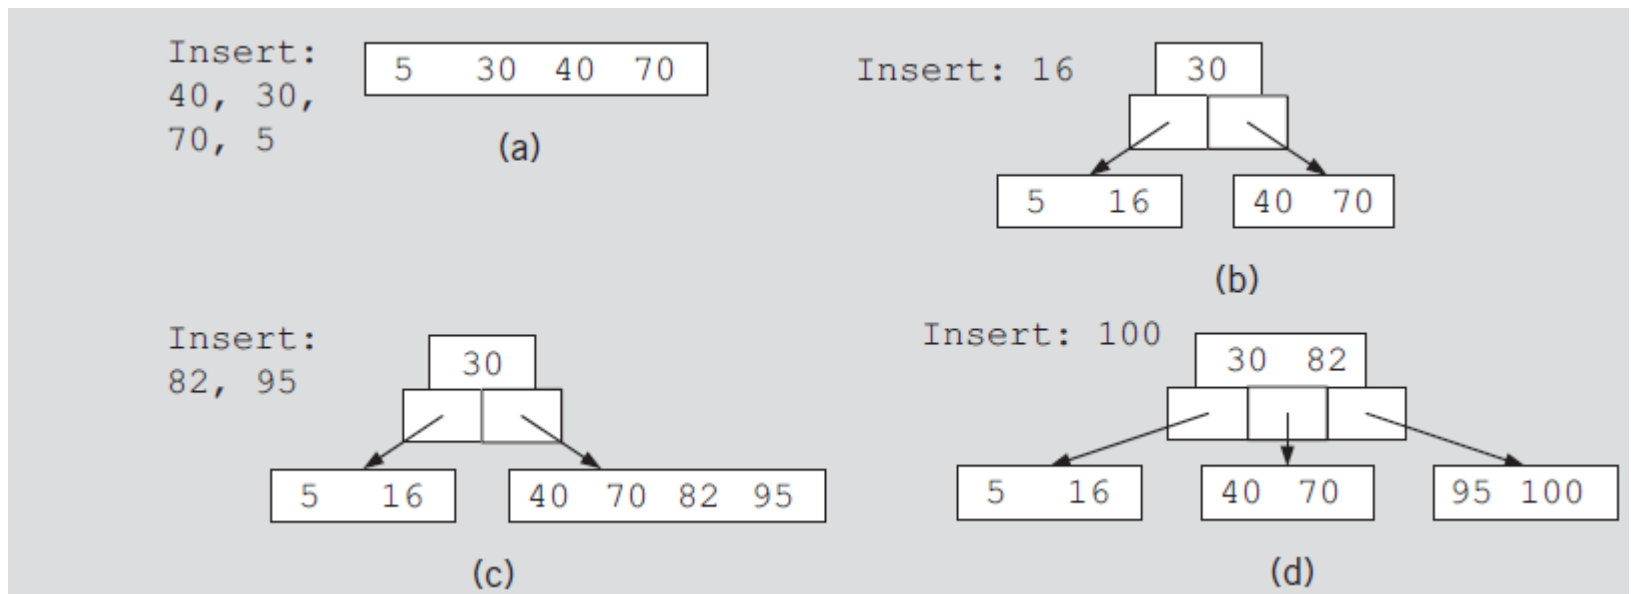 Insert:
40, 30,
70, 5
5 30 40 70
(a)
Insert: 16
30
5 16
40 70
(b)
Insert:
82, 95
30
5 16
40 70 82 95
(c)
Insert: 100
30 82
5 16
40 70
95 100
(d)